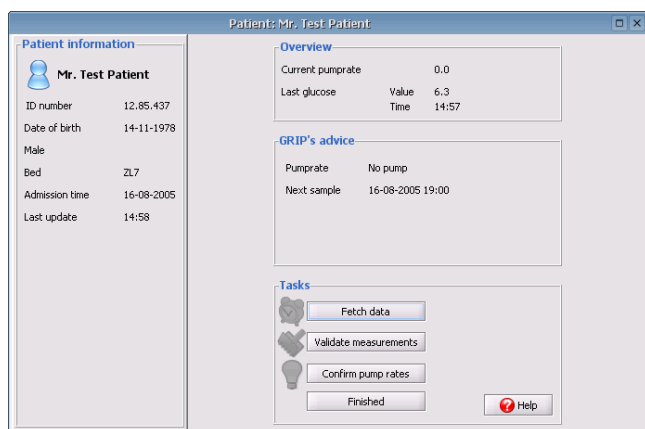 Patient: Mr. Test Patient
Patient information
Mr. Test Patient
ID number 12.85.437
Date of birth 14-11-1978
Male
Bed ZL7
Admission time 16-08-2005
Last update 14:58
Overview
Current pumprate 0.0
Last glucose Value 6.3
Time 14:57
GRIP's advice
Pumprate No pump
Next sample 16-08-2005 19:00
Tasks
Fetch data
Validate measurements
Confirm pump rates
Finished
Help